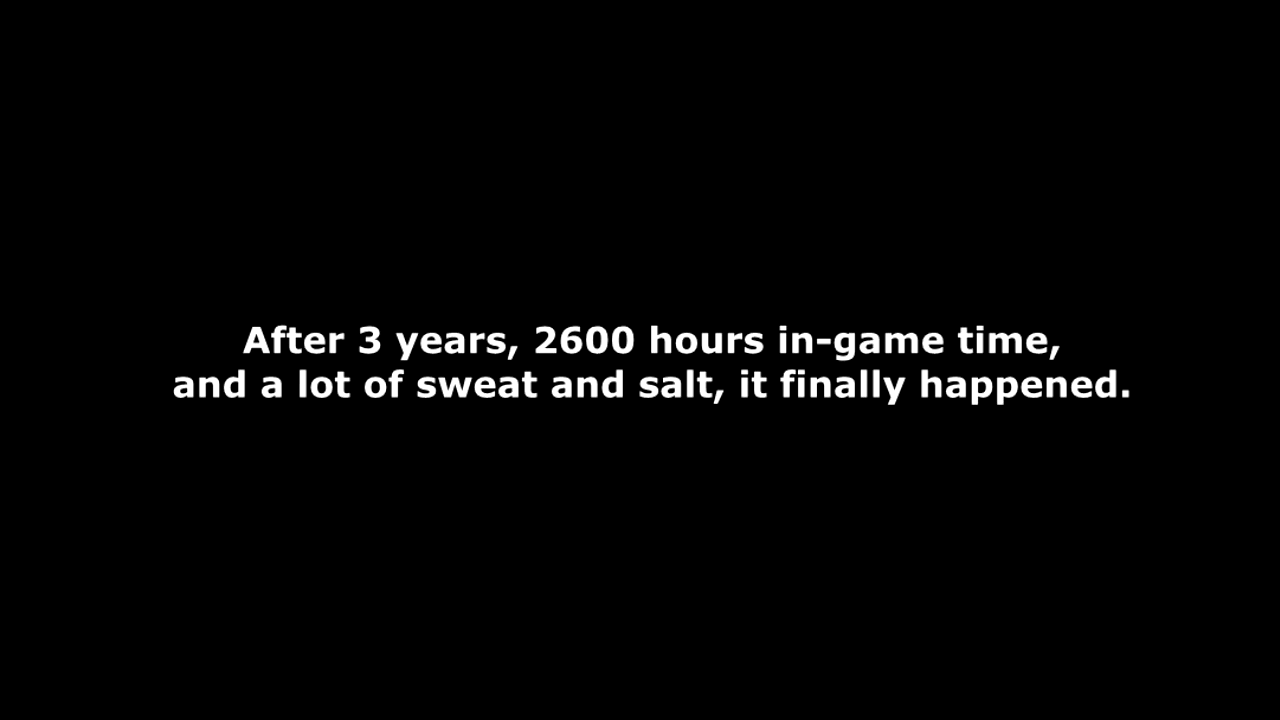 After 3 years, 2600 hours in-game time,
and a lot of sweat and salt, it finally happened.